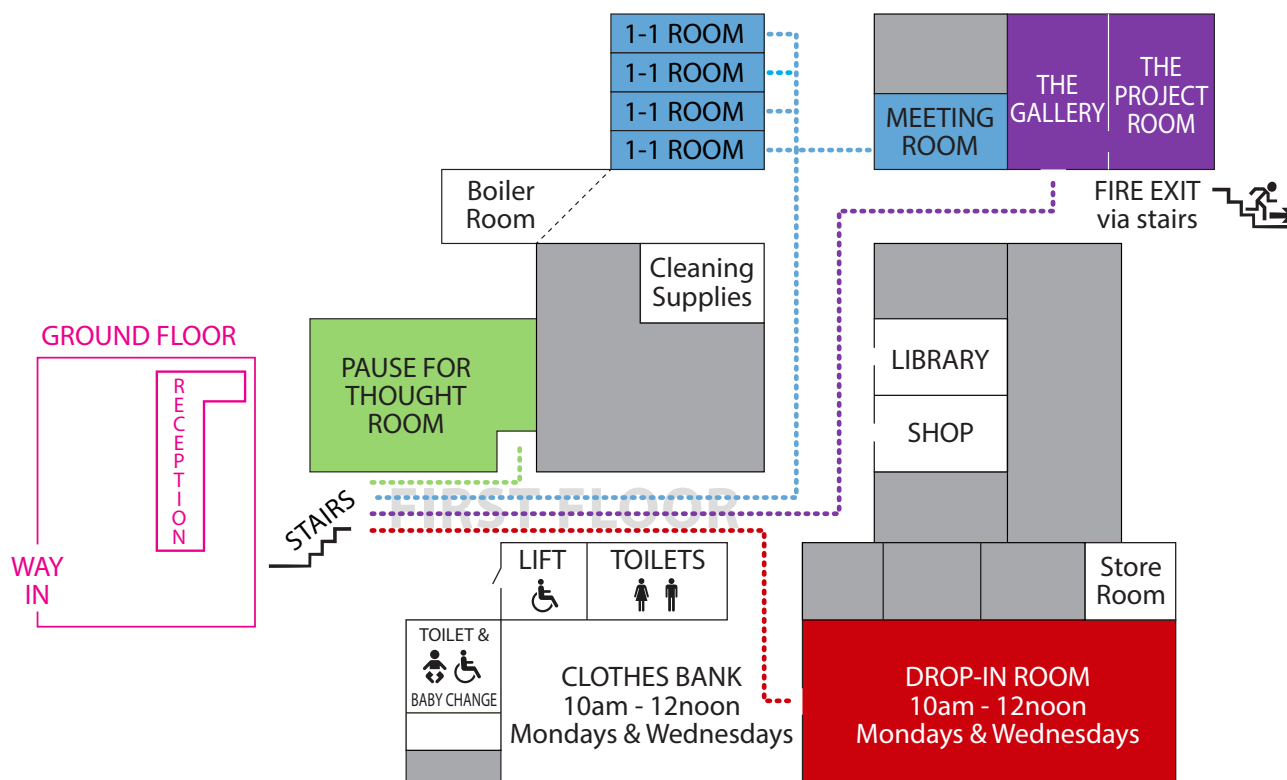 1-1 ROOM
1-1 ROOM
1-1 ROOM
1-1 ROOM
MEETING
ROOM
THE
GALLERY
THE
PROJECT
ROOM
Boiler
Room
FIRE EXIT
via stairs
Cleaning
Supplies
GROUND FLOOR
RECEPTION
WAY
IN
PAUSE FOR
THOUGHT
ROOM
LIBRARY
SHOP
STAIRS
FIRST FLOOR
LIFT
TOILETS
Store
Room
TOILET &
BABY CHANGE
CLOTHES BANK
10am - 12noon
Mondays & Wednesdays
DROP-IN ROOM
10am - 12noon
Mondays & Wednesdays